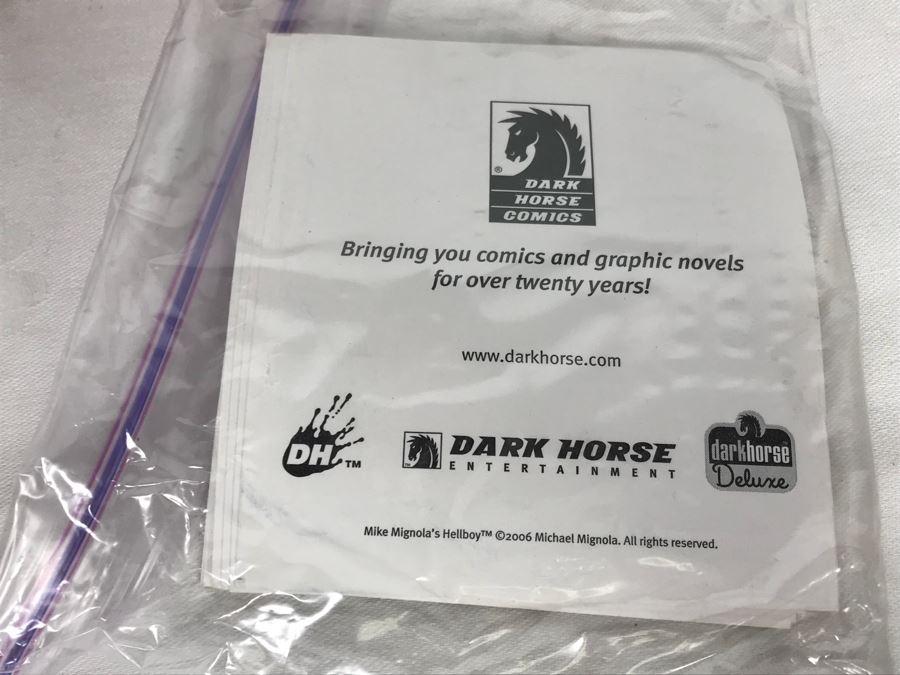 ®
DARK
HORSE
COMICS
Bringing you comics and graphic novels
for over twenty years!
www.darkhorse.com
DH™
DARK HORSE
ENTERTAINMENT
darkhorse
Deluxe
Mike Mignola's Hellboy™ ©2006 Michael Mignola. All rights reserved.